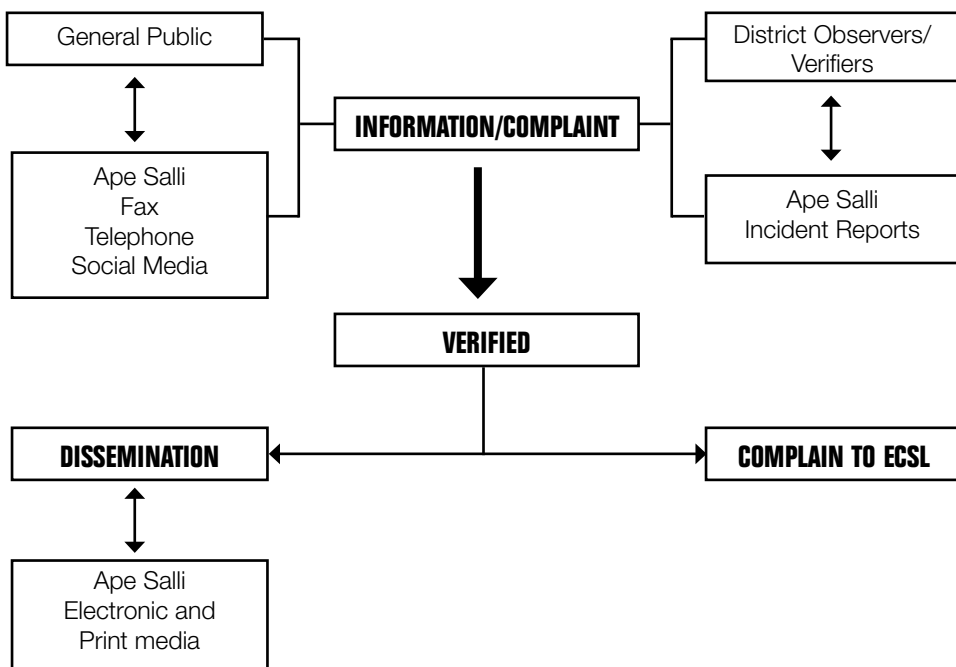 General Public
District Observers/
Verifiers
INFORMATION/COMPLAINT
Ape Salli
Fax
Telephone
Social Media
Ape Salli
Incident Reports
VERIFIED
DISSEMINATION
COMPLAIN TO ECSL
Ape Salli
Electronic and
Print media